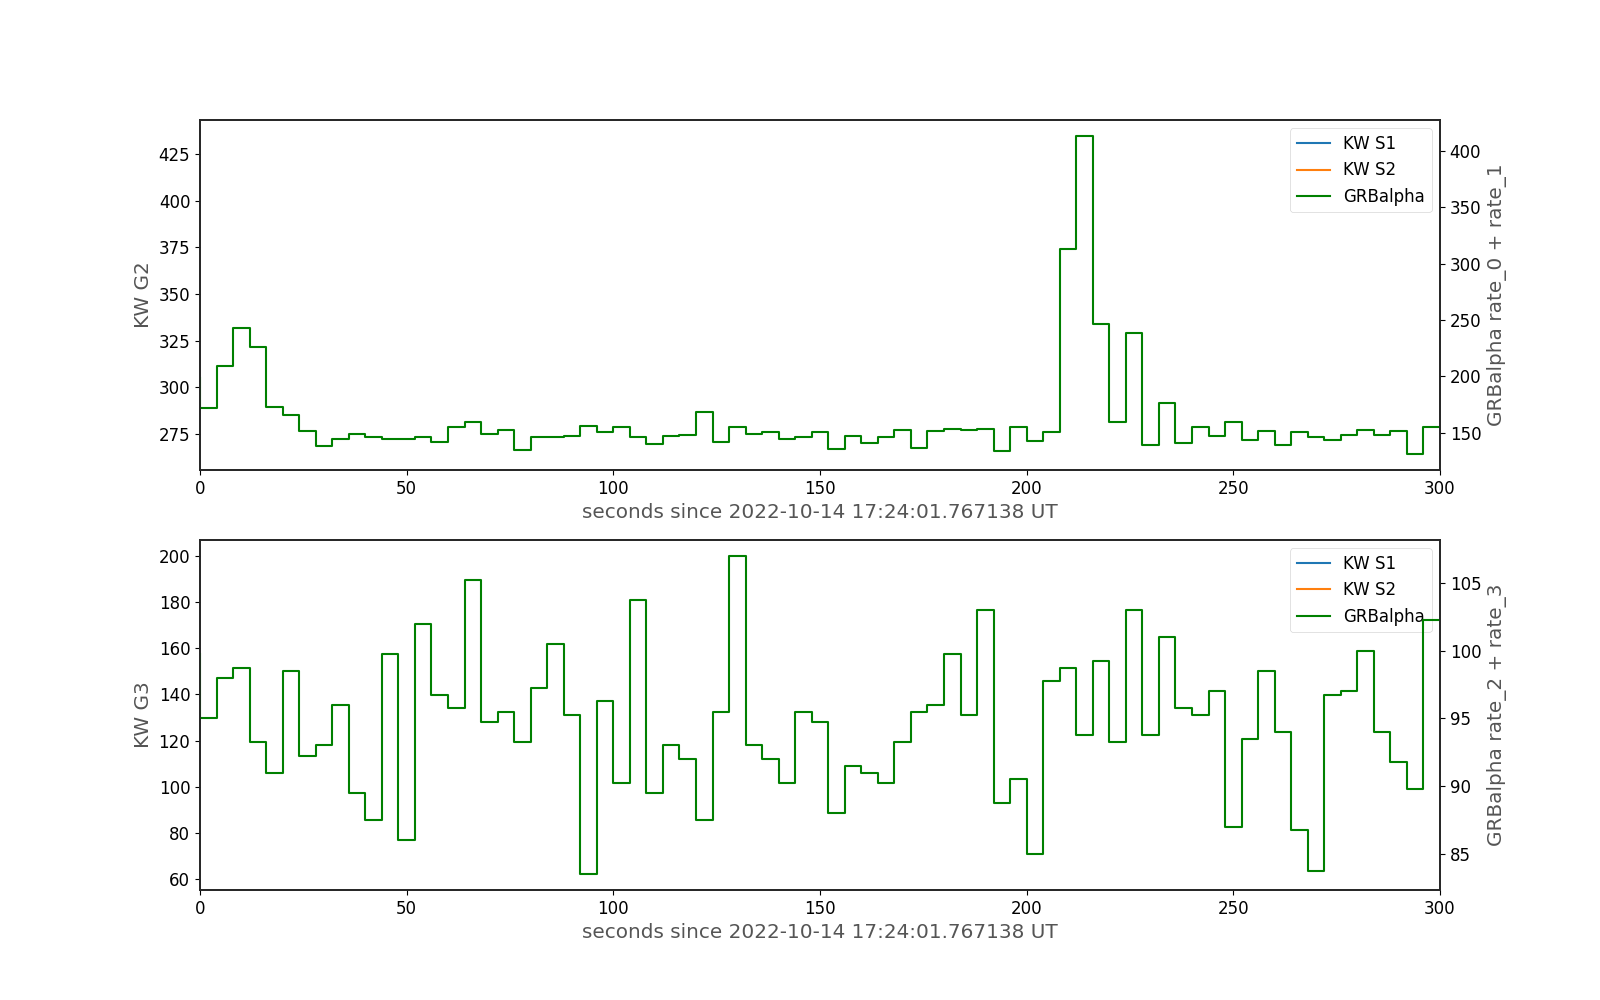 425
400
375
350
325
300
275
KW G2
400
350
300
250
200
150
GRBalpha rate_0 + rate_1
KW S1
KW S2
GRBalpha
0 50 100 150 200 250 300
seconds since 2022-10-14 17:24:01.767138 UT
200
180
160
140
120
100
80
60
KW G3
105
100
95
90
85
GRBalpha rate_2 + rate_3
KW S1
KW S2
GRBalpha
0 50 100 150 200 250 300
seconds since 2022-10-14 17:24:01.767138 UT